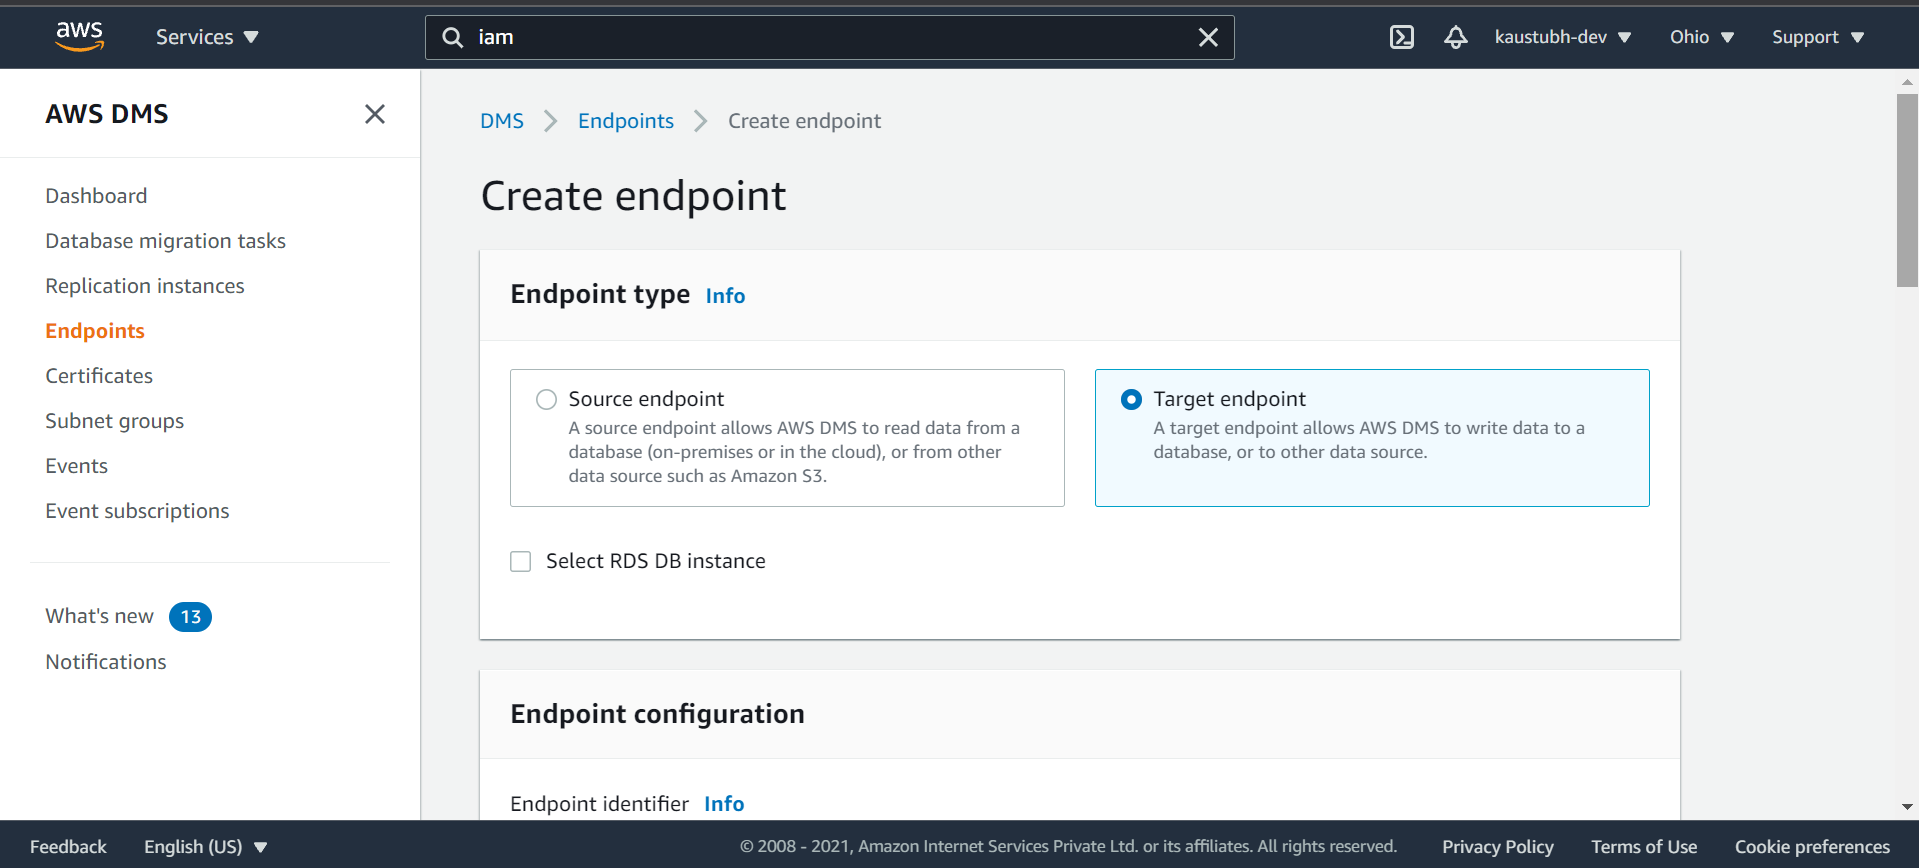 aws
Services
iam
kaustubh-dev
Ohio
Support
AWS DMS
Dashboard
Database migration tasks
Replication instances
Endpoints
Certificates
Subnet groups
Events
Event subscriptions
What's new 13
Notifications
DMS
Endpoints
Create endpoint
Create endpoint
Endpoint type Info
Source endpoint
A source endpoint allows AWS DMS to read data from a
database (on-premises or in the cloud), or from other
data source such as Amazon S3.
Target endpoint
A target endpoint allows AWS DMS to write data to a
database, or to other data source.
Select RDS DB instance
Endpoint configuration
Endpoint identifier Info
Feedback
English (US)
© 2008 - 2021, Amazon Internet Services Private Ltd. or its affiliates. All rights reserved.
Privacy Policy
Terms of Use
Cookie preferences